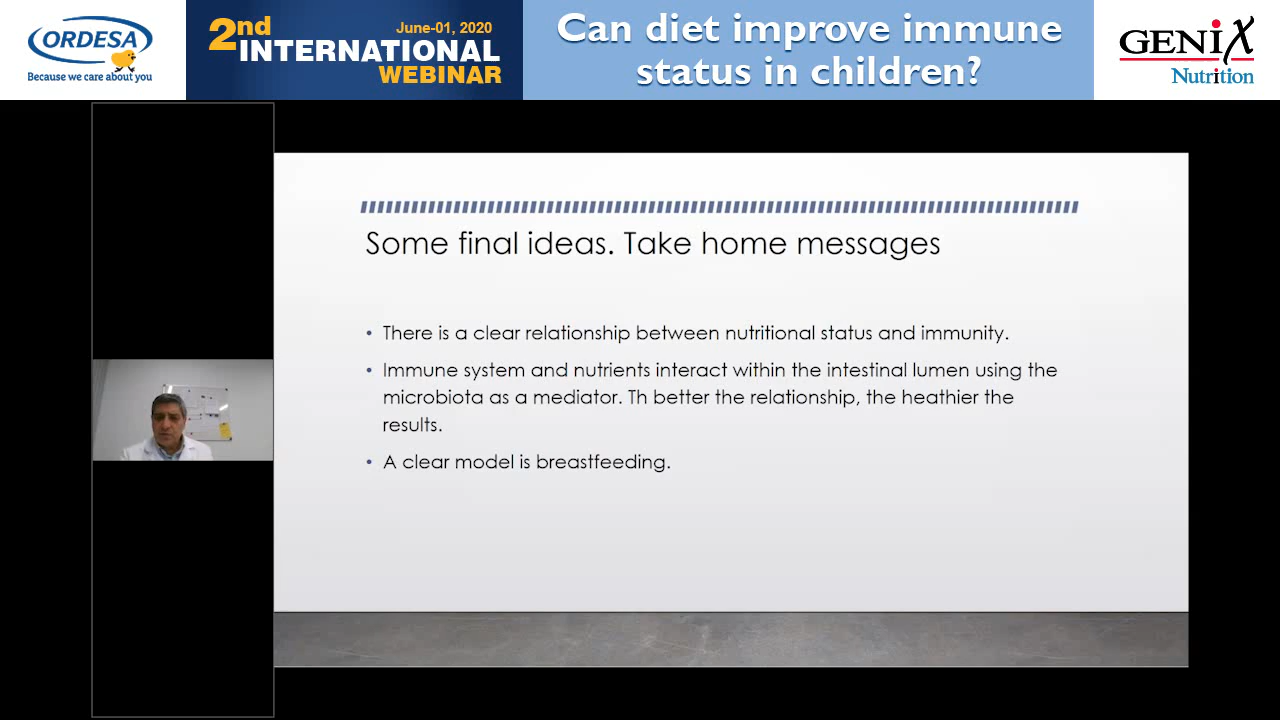 ORDESA
Because we care about you
2nd
June-01, 2020
INTERNATIONAL
WEBINAR
Can diet improve immune
status in children?
GENiX
Nutrition
Some final ideas. Take home messages
• There is a clear relationship between nutritional status and immunity.
• Immune system and nutrients interact within the intestinal lumen using the
microbiota as a mediator. Th better the relationship, the heathier the
results.
• A clear model is breastfeeding.